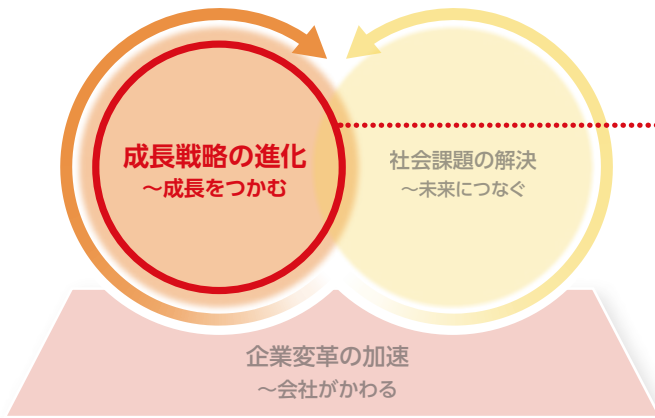 成長戦略の進化
～成長をつかむ
社会課題の解決
～未来につなぐ
企業変革の加速
～会社がかわる